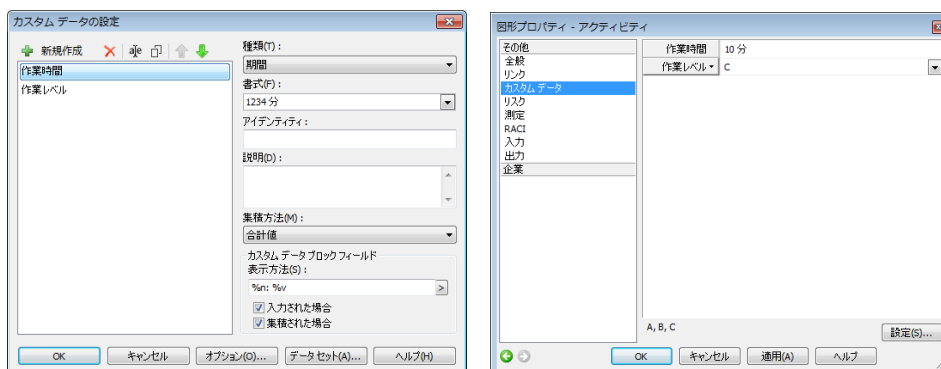 カスタム データの設定
新規作成
作業時間
作業レベル
種類(T):
期間
書式(F):
1234 分
アイデンティティ:
説明(D):
集積方法(M):
合計値
カスタム データ ブロック フィールド
表示方法(S):
%n: %v
入力された場合
集積された場合
OK
キャンセル
オプション(O)...
データ セット(A)...
ヘルプ(H)
図形プロパティ - アクティビティ
その他
全般
リンク
カスタム データ
リスク
測定
RACI
入力
出力
企業
作業時間 10 分
作業レベル C
A, B, C
設定(S)...
OK
キャンセル
適用(A)
ヘルプ